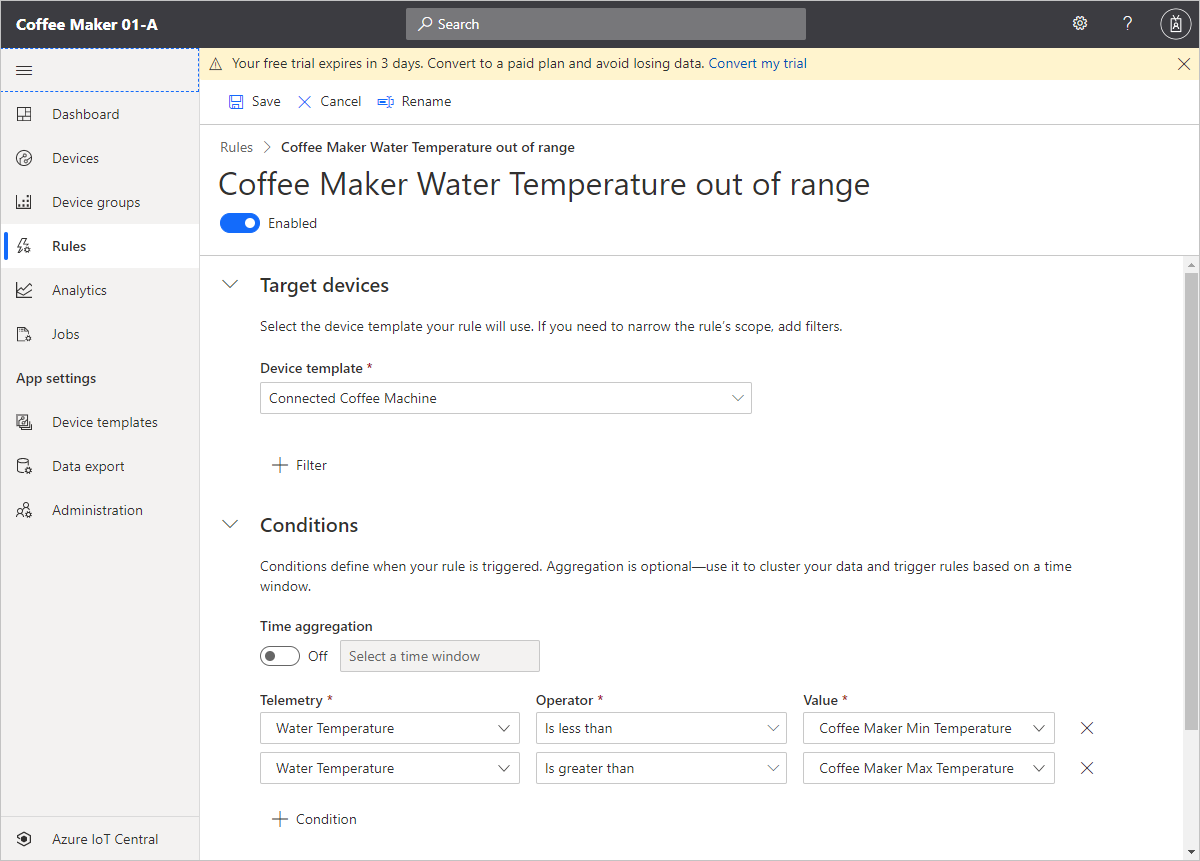 Coffee Maker 01-A
Search
?
Your free trial expires in 3 days. Convert to a paid plan and avoid losing data. Convert my trial
Save Cancel Rename
Dashboard
Devices
Device groups
Rules
Analytics
Jobs
App settings
Device templates
Data export
Administration
Azure IoT Central
Rules > Coffee Maker Water Temperature out of range
Coffee Maker Water Temperature out of range
Enabled
Target devices
Select the device template your rule will use. If you need to narrow the rule's scope, add filters.
Device template *
Connected Coffee Machine
Filter
Conditions
Conditions define when your rule is triggered. Aggregation is optional—use it to cluster your data and trigger rules based on a time
window.
Time aggregation
Off Select a time window
Telemetry * Operator * Value *
Water Temperature Is less than Coffee Maker Min Temperature
Water Temperature Is greater than Coffee Maker Max Temperature
Condition